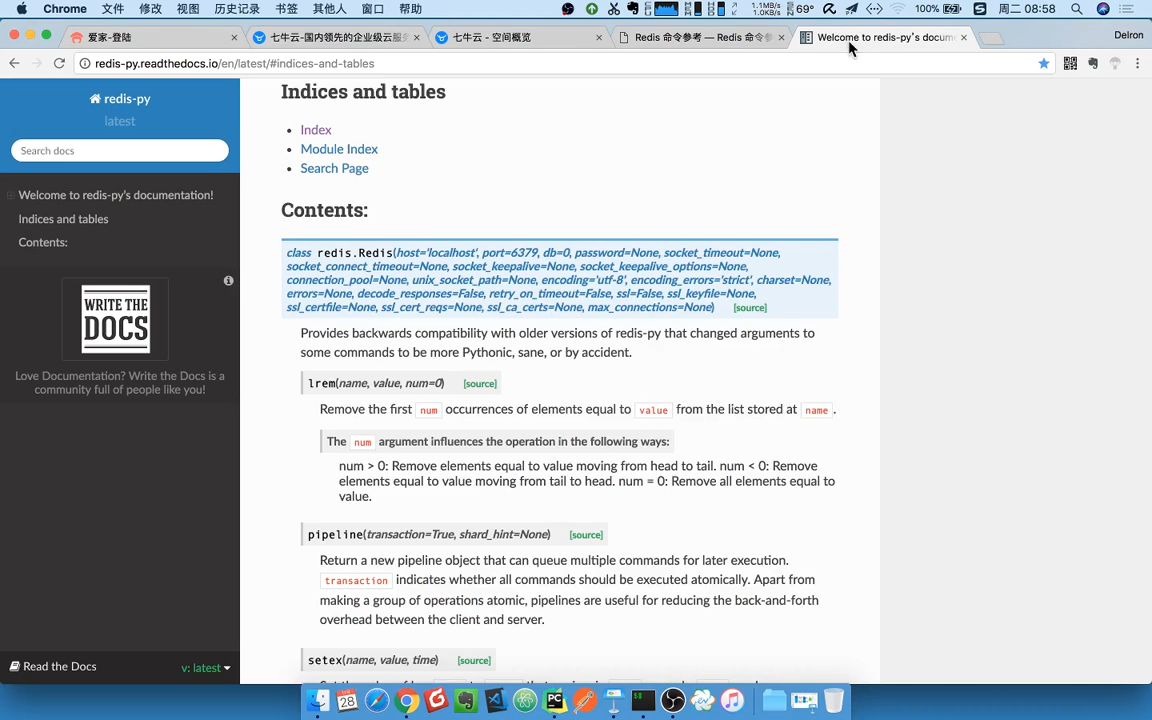 Chrome 文件 修改 视图 历史记录 书签 其他人 窗口 帮助
1.1MB/s
1.0KB/s
69° 100% 周二 08:58
爱家-登陆
七牛云-国内领先的企业级云服
七牛云 - 空间概览
Redis 命令参考 — Redis 命令参
Welcome to redis-py's docum
Delron
redis-py.readthedocs.io/en/latest/#indices-and-tables
redis-py
latest
Search docs
Welcome to redis-py's documentation!
Indices and tables
Contents:
WRITE
THE
DOCS
Love Documentation? Write the Docs is a
community full of people like you!
Read the Docs
v: latest
Indices and tables
Index
Module Index
Search Page
Contents:
class redis.Redis(host='localhost', port=6379, db=0, password=None, socket_timeout=None,
socket_connect_timeout=None, socket_keepalive=None, socket_keepalive_options=None,
connection_pool=None, unix_socket_path=None, encoding='utf-8', encoding_errors='strict', charset=None,
errors=None, decode_responses=False, retry_on_timeout=False, ssl=False, ssl_keyfile=None,
ssl_certfile=None, ssl_cert_reqs=None, ssl_ca_certs=None, max_connections=None) [source]
Provides backwards compatibility with older versions of redis-py that changed arguments to
some commands to be more Pythonic, sane, or by accident.
lrem(name, value, num=0) [source]
Remove the first num occurrences of elements equal to value from the list stored at name .
The num argument influences the operation in the following ways:
num > 0: Remove elements equal to value moving from head to tail. num < 0: Remove
elements equal to value moving from tail to head. num = 0: Remove all elements equal to
value.
pipeline(transaction=True, shard_hint=None) [source]
Return a new pipeline object that can queue multiple commands for later execution.
transaction indicates whether all commands should be executed atomically. Apart from
making a group of operations atomic, pipelines are useful for reducing the back-and-forth
overhead between the client and server.
setex(name, value, time) [source]
28